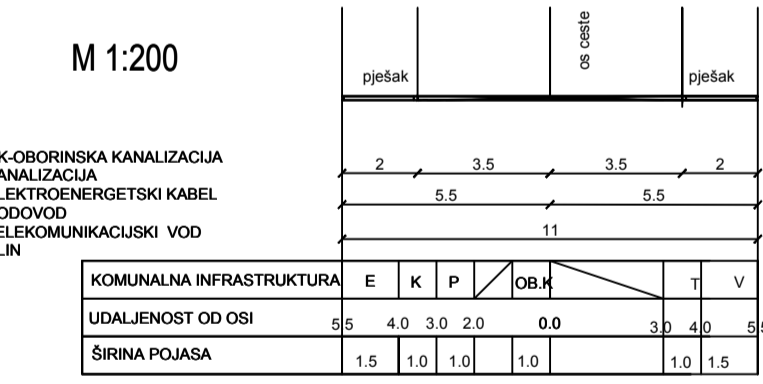 M 1:200
os ceste
pješak pješak
K-OBORINSKA KANALIZACIJA
ANALIZACIJA
LEKTROENERGETSKI KABEL
ODOVOD
ELEKOMUNIKACIJSKI VOD
LIN
2 3.5 3.5 2
5.5 5.5
11
KOMUNALNA INFRASTRUKTURA E K P OB.K T V
UDALJENOST OD OSI 5.5 4.0 3.0 2.0 0.0 3.0 4.0 5.5
ŠIRINA POJASA 1.5 1.0 1.0 1.0 1.0 1.5